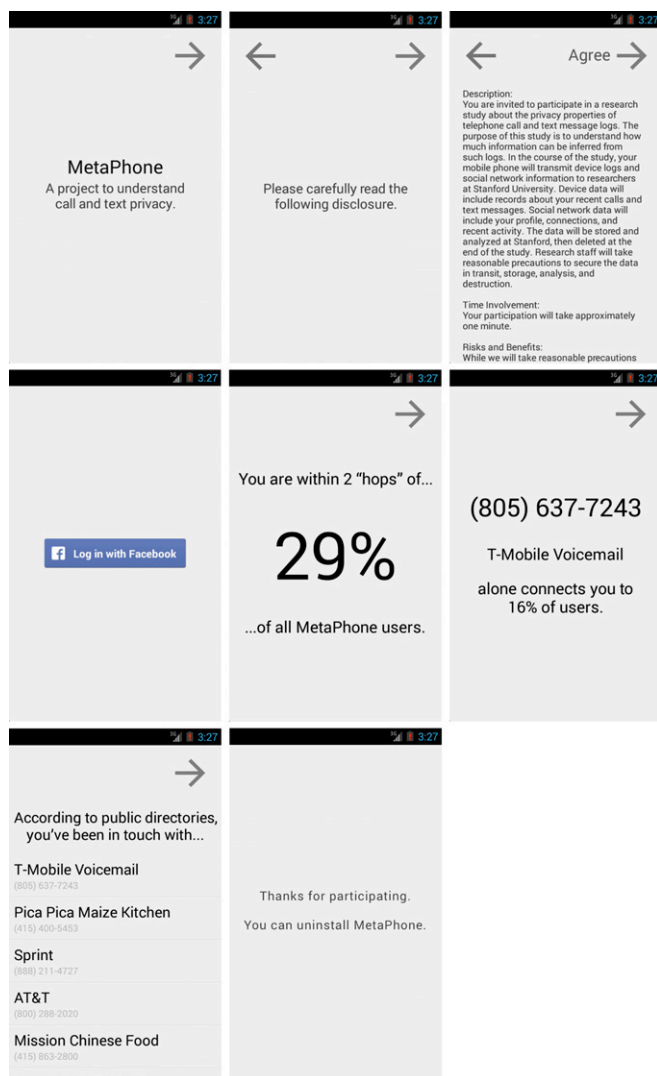 3G 3:27
MetaPhone
A project to understand
call and text privacy.
3G 3:27
Please carefully read the
following disclosure.
3G 3:27
Agree
Description:
You are invited to participate in a research
study about the privacy properties of
telephone call and text message logs. The
purpose of this study is to understand how
much information can be inferred from
such logs. In the course of the study, your
mobile phone will transmit device logs and
social network information to researchers
at Stanford University. Device data will
include records about your recent calls and
text messages. Social network data will
include your profile, connections, and
recent activity. The data will be stored and
analyzed at Stanford, then deleted at the
end of the study. Research staff will take
reasonable precautions to secure the data
in transit, storage, analysis, and
destruction.
Time Involvement:
Your participation will take approximately
one minute.
Risks and Benefits:
While we will take reasonable precautions
3G 3:27
f Log in with Facebook
3G 3:27
You are within 2 “hops” of...
29%
...of all MetaPhone users.
3G 3:27
(805) 637-7243
T-Mobile Voicemail
alone connects you to
16% of users.
3G 3:27
According to public directories,
you’ve been in touch with...
T-Mobile Voicemail
(805) 637-7243
Pica Pica Maize Kitchen
(415) 400-5453
Sprint
(888) 211-4727
AT&T
(800) 288-2020
Mission Chinese Food
(415) 863-2800
3G 3:27
Thanks for participating.
You can uninstall MetaPhone.